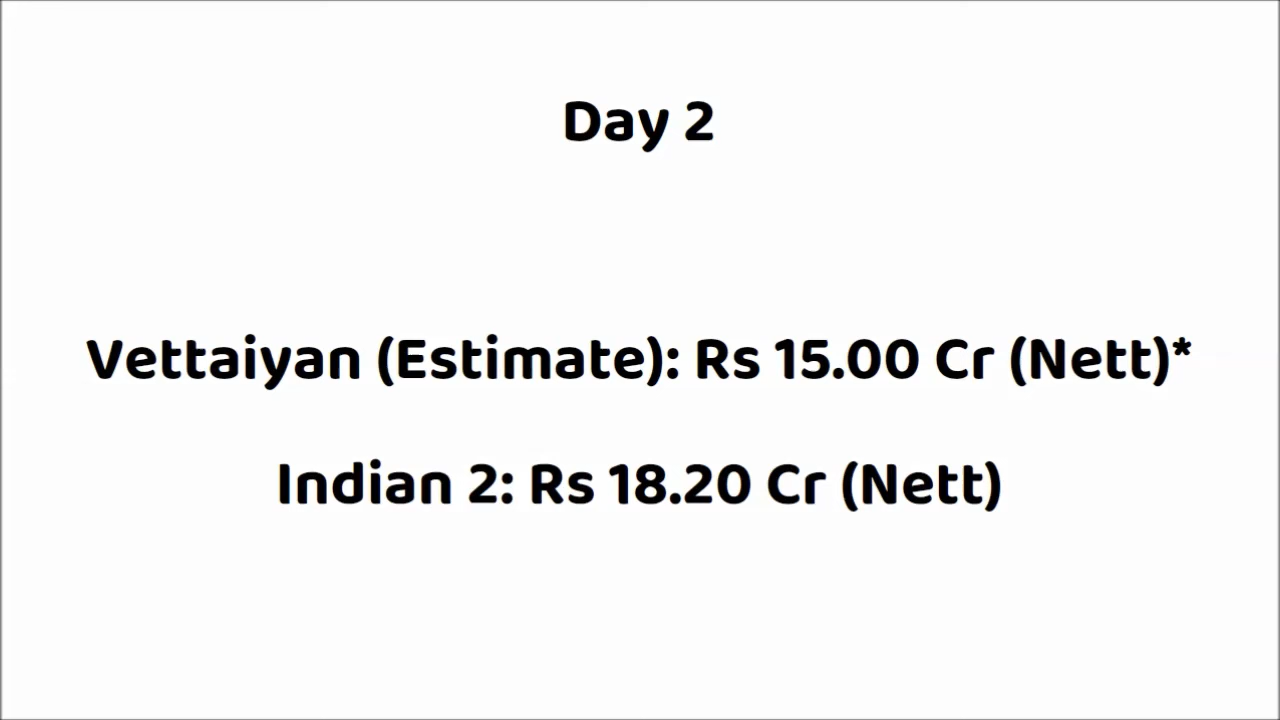 Day 2
Vettaiyan (Estimate): Rs 15.00 Cr (Nett)*
Indian 2: Rs 18.20 Cr (Nett)